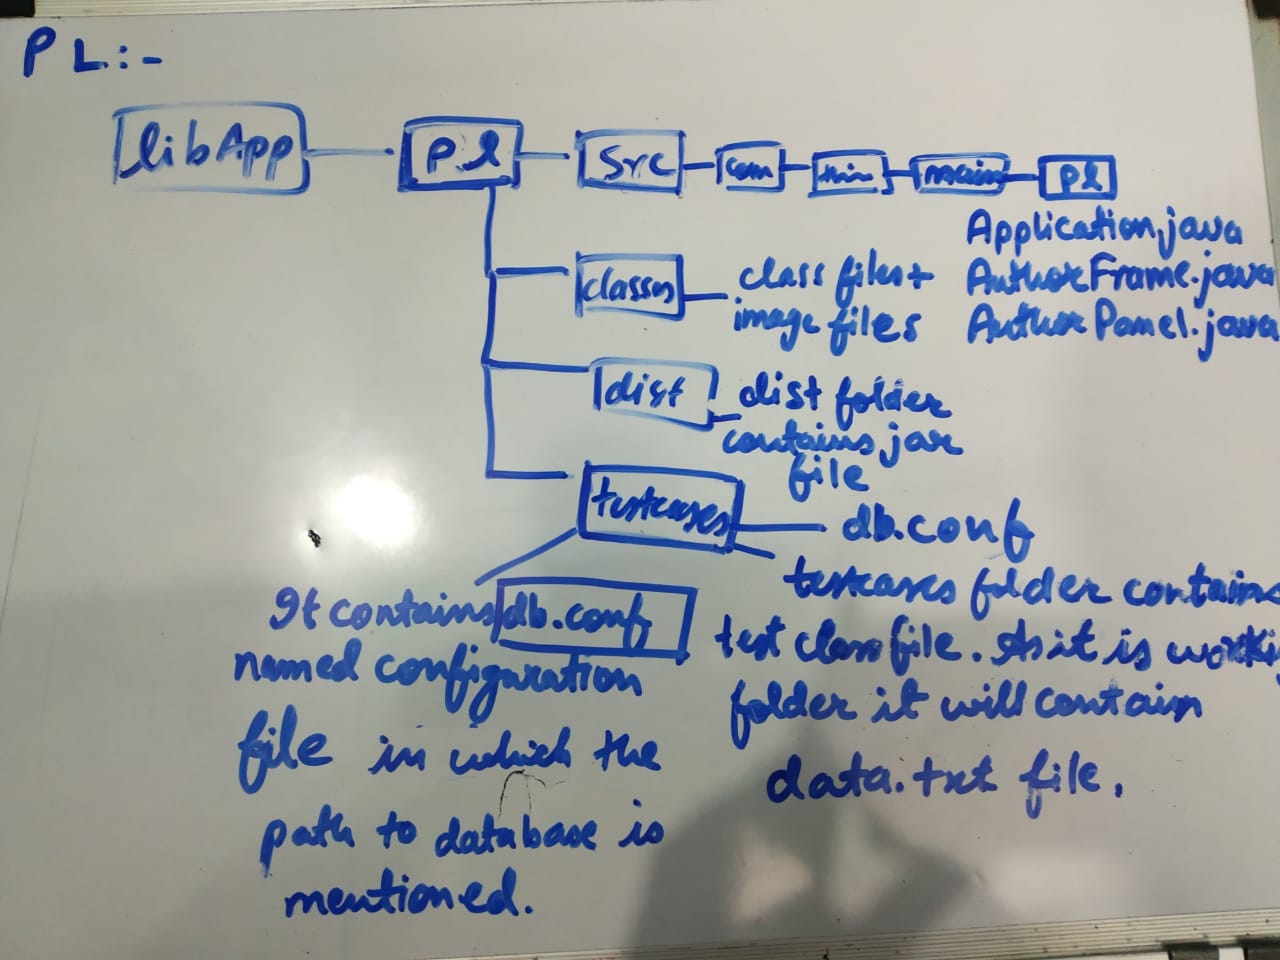 PL:-
libApp
pl
src
com
main
pl
Application.java
AuthorFrame.java
AuthorPanel.java
classes
class files +
image files
dist
dist folder
contains jar
file
testcases
db.conf
It contains db.conf
named configuration
file in which the
path to database is
mentioned.
testcases folder contains
test class file. As it is
folder it will contain
data.txt file.